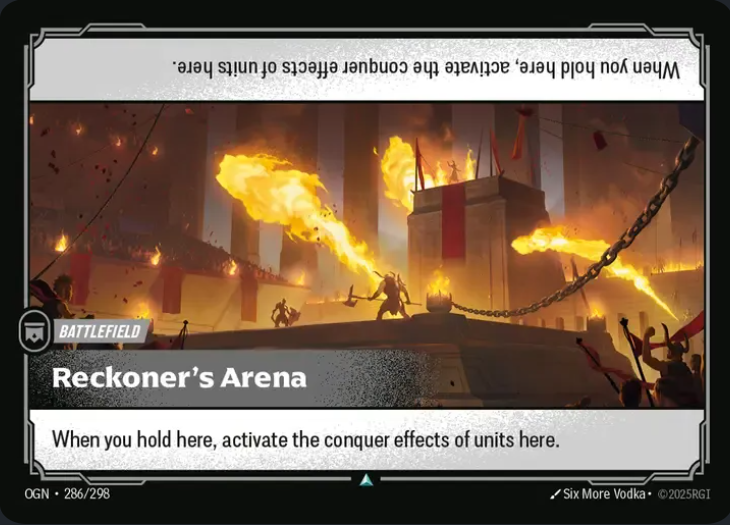 When you hold here, activate the conquer effects of units here.
BATTLEFIELD
Reckoner's Arena
When you hold here, activate the conquer effects of units here.
OGN • 286/298
Six More Vodka • ©2025RGI